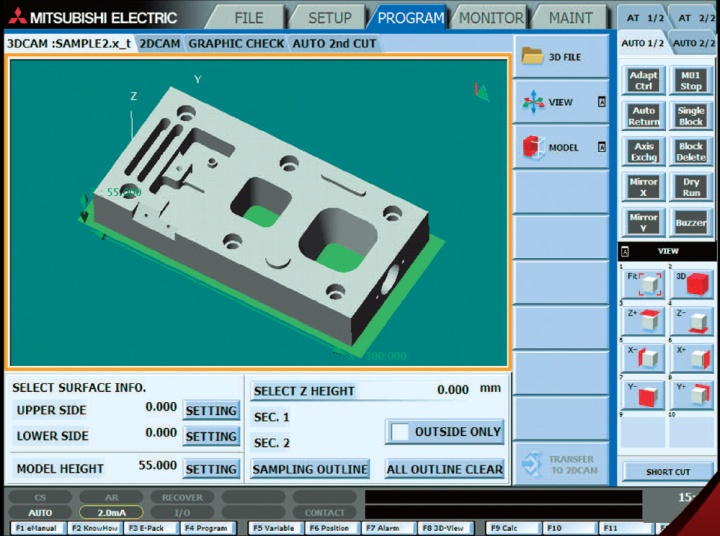 MITSUBISHI ELECTRIC
FILE SETUP PROGRAM MONITOR MAINT
AT 1/2 AT 2/2
3DCAM :SAMPLE2.x_t 2DCAM GRAPHIC CHECK AUTO 2nd CUT
AUTO 1/2 AUTO 2/2
3D FILE
VIEW A
MODEL A
Adapt Ctrl
M01 Stop
Auto Return
Single Block
Axis Exchg
Block Delete
Mirror X
Dry Run
Mirror Y
Buzzer
Y
Z
55.000
300.000
A VIEW
1 Fit
2 3D
Z+
Z-
X-
X+
Y-
Y+
9 10
SELECT SURFACE INFO.
UPPER SIDE 0.000 SETTING
LOWER SIDE 0.000 SETTING
MODEL HEIGHT 55.000 SETTING
SELECT Z HEIGHT 0.000 mm
SEC. 1
SEC. 2
OUTSIDE ONLY
SAMPLING OUTLINE ALL OUTLINE CLEAR
TRANSFER TO 2DCAM
SHORT CUT
CS AR RECOVER
AUTO 2.0mA I/O CONTACT
15:
F1 eManual F2 KnowHow F3 E-Pack F4 Program F5 Variable F6 Position F7 Alarm F8 3D-View F9 Calc F10 F11